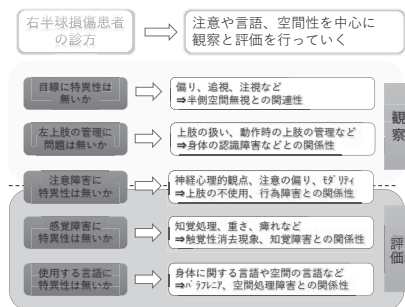 右半球損傷患者
の診方
注意や言語、空間性を中心に
観察と評価を行っていく
目線に特異性は
無いか
偏り、追視、注視など
⇒半側空間無視との関連性
左上肢の管理に
問題は無いか
上肢の扱い、動作時の上肢の管理など
⇒身体の認識障害などとの関係性
観察
注意障害に
特異性は無いか
神経心理的観点、注意の偏り、モダリティ
⇒上肢の不使用、行為障害との関係性
感覚障害に
特異性は無いか
知覚処理、重さ、痺れなど
⇒触覚性消去現象、知覚障害との関係性
評価
使用する言語に
特異性は無いか
身体に関する言語や空間の言語など
⇒パラフレニア、空間処理障害との関係性